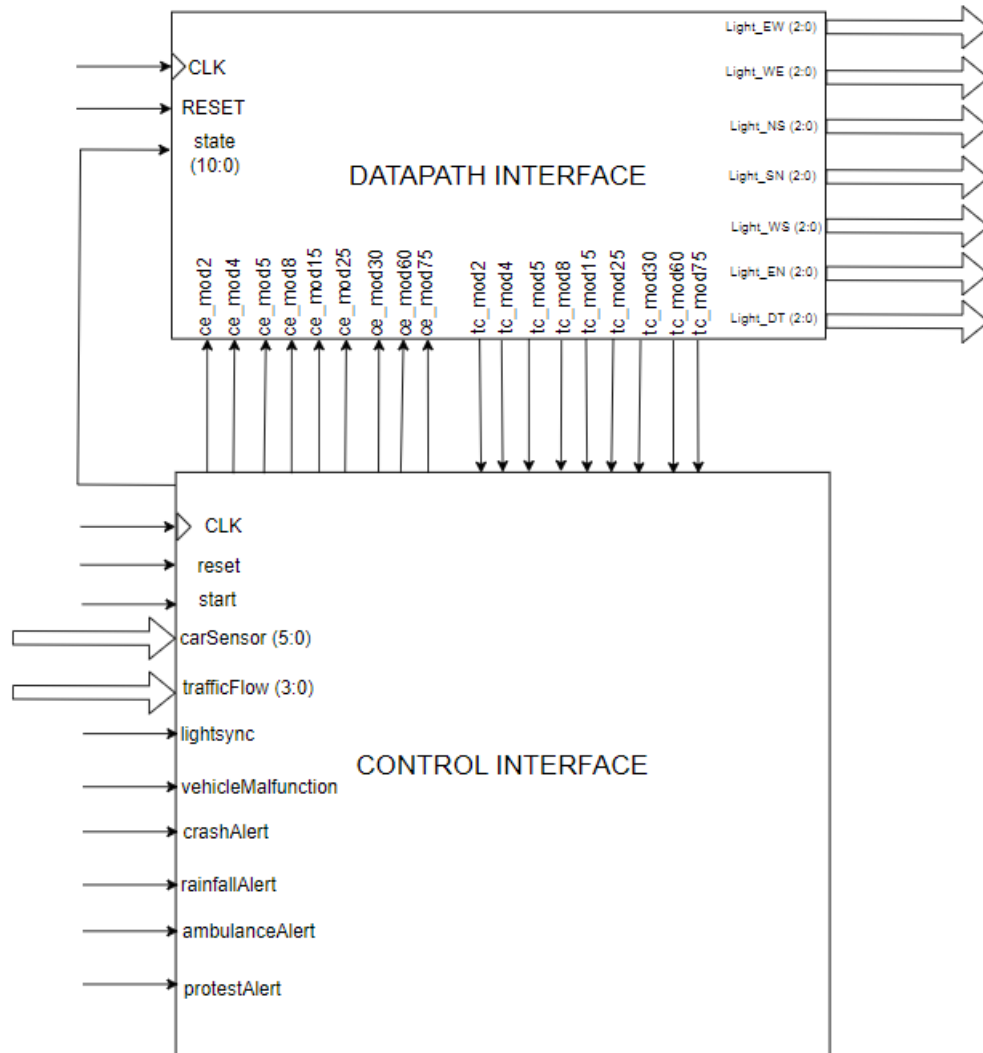 Light_EW (2:0)
CLK
Light_WE (2:0)
RESET
Light_NS (2:0)
state
(10:0)
DATAPATH INTERFACE
Light_SN (2:0)
Light_WS (2:0)
Light_EN (2:0)
Light_DT (2:0)
ce_mod2
ce_mod4
ce_mod5
ce_mod8
ce_mod15
ce_mod25
ce_mod30
ce_mod60
ce_mod75
tc_mod2
tc_mod4
tc_mod5
tc_mod8
tc_mod15
tc_mod25
tc_mod30
tc_mod60
tc_mod75
CLK
reset
start
carSensor (5:0)
trafficFlow (3:0)
lightsync
CONTROL INTERFACE
vehicleMalfunction
crashAlert
rainfallAlert
ambulanceAlert
protestAlert